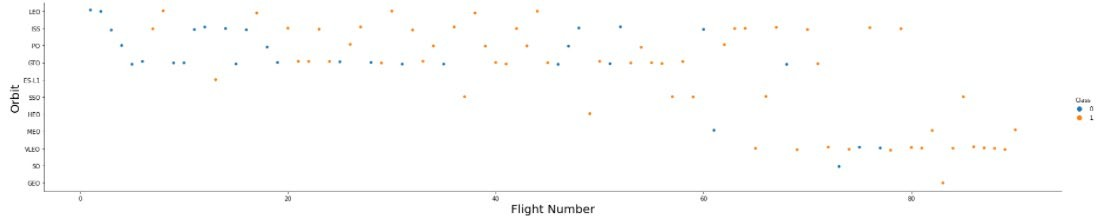 LEO
ISS
PO
GTO
ES-L1
SSO
HEO
MEO
VLEO
SO
GEO
Orbit
0
20
40
60
80
Flight Number
Class
0
1